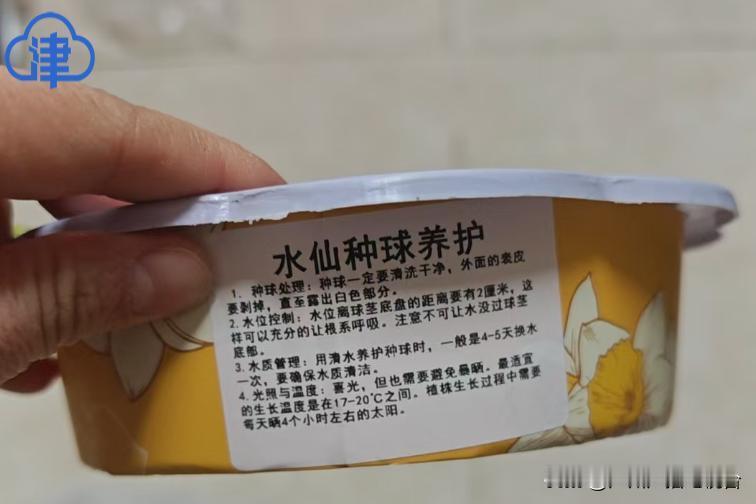 津
水仙种球养护
1. 种球处理：种球一定要清洗干净，外面的表皮
要剥掉，直至露出白色部分。
2. 水位控制：水位离球茎底盘的距离要有2厘米，这
样可以充分的让根系呼吸。注意不可让水没过球茎
底部。
3. 水质管理：用清水养护种球时，一般是4-5天换水
一次，要确保水质清洁。
4. 光照与温度：喜光，但也需要避免暴晒。最适宜
的生长温度是在17-20℃之间。植株生长过程中需要
每天晒4个小时左右的太阳。